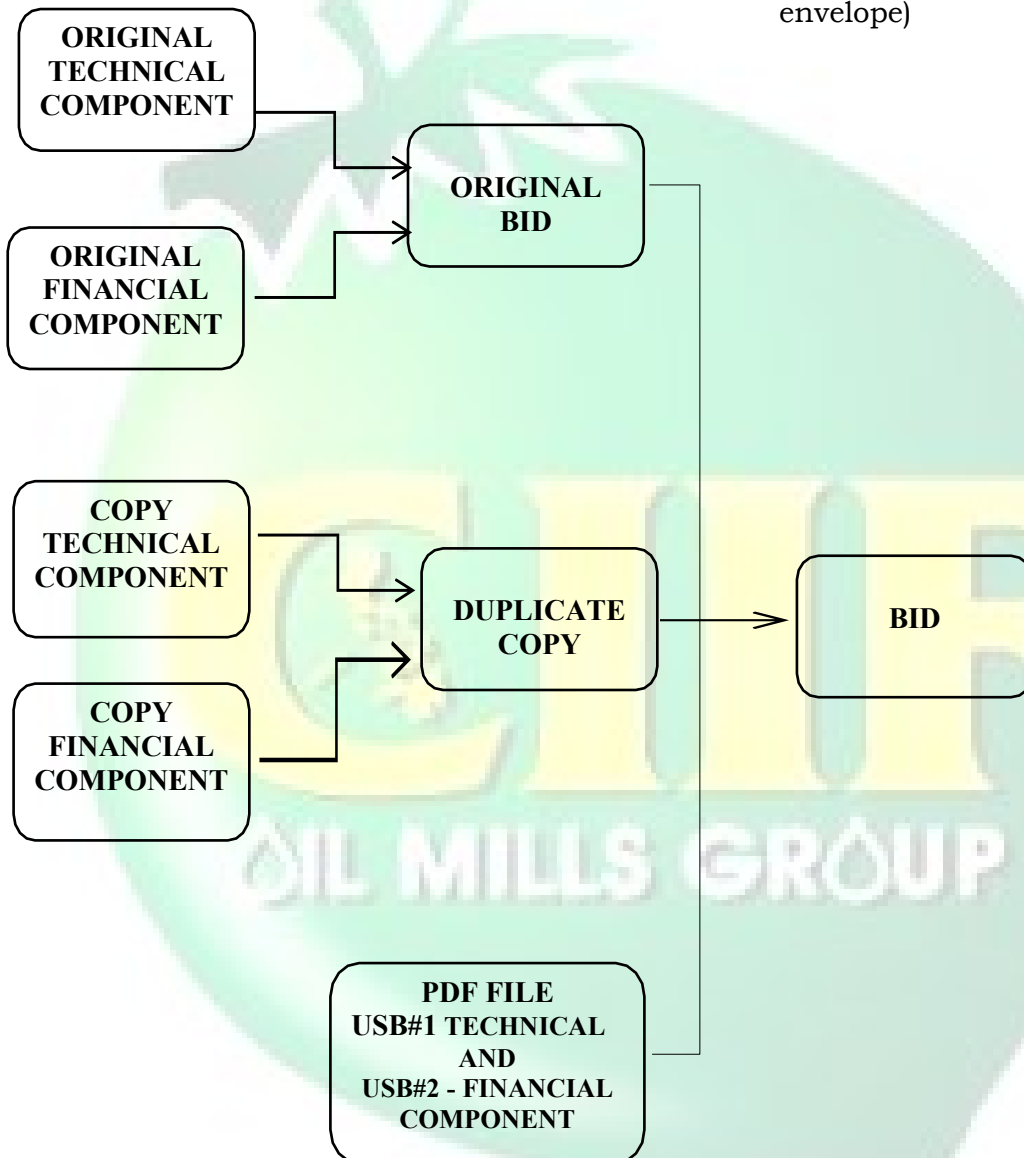 envelope)
ORIGINAL
TECHNICAL
COMPONENT
ORIGINAL
BID
ORIGINAL
FINANCIAL
COMPONENT
COPY
TECHNICAL
COMPONENT
DUPLICATE
COPY
BID
COPY
FINANCIAL
COMPONENT
CIIF
OIL MILLS GROUP
PDF FILE
USB#1 TECHNICAL
AND
USB#2 - FINANCIAL
COMPONENT